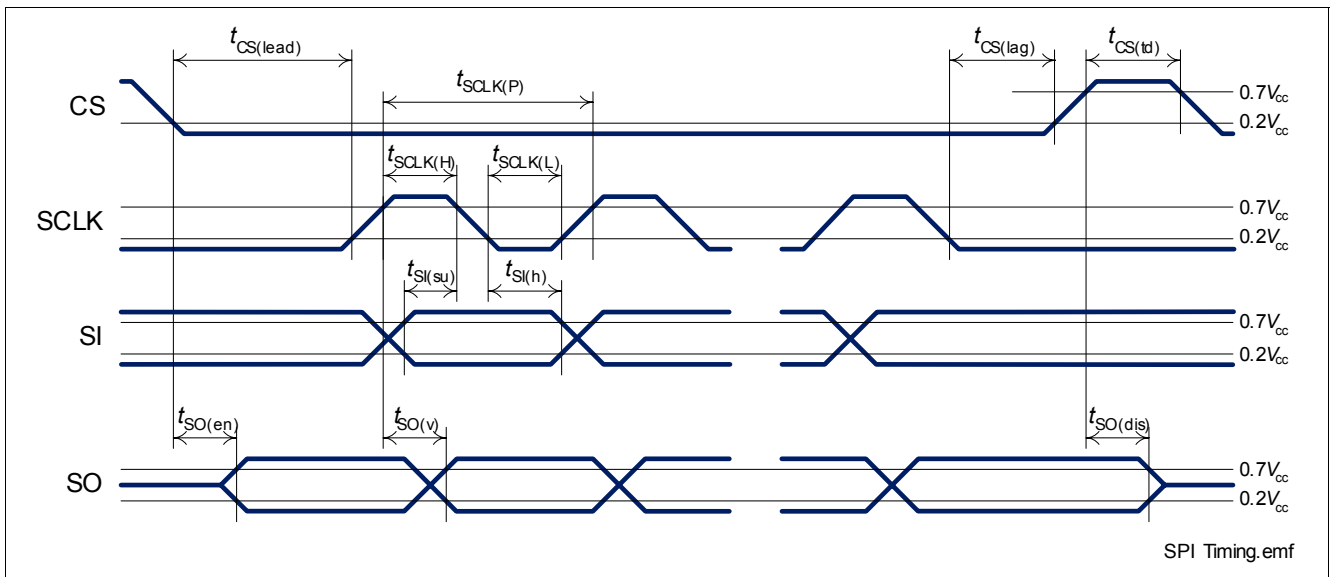 tCS(lead)
tCS(lag)
tCS(td)
tSCLK(P)
CS
0.7Vcc
0.2Vcc
tSCLK(H)
tSCLK(L)
SCLK
0.7Vcc
0.2Vcc
tSI(su)
tSI(h)
SI
0.7Vcc
0.2Vcc
tSO(en)
tSO(v)
tSO(dis)
SO
0.7Vcc
0.2Vcc
SPI Timing.emf